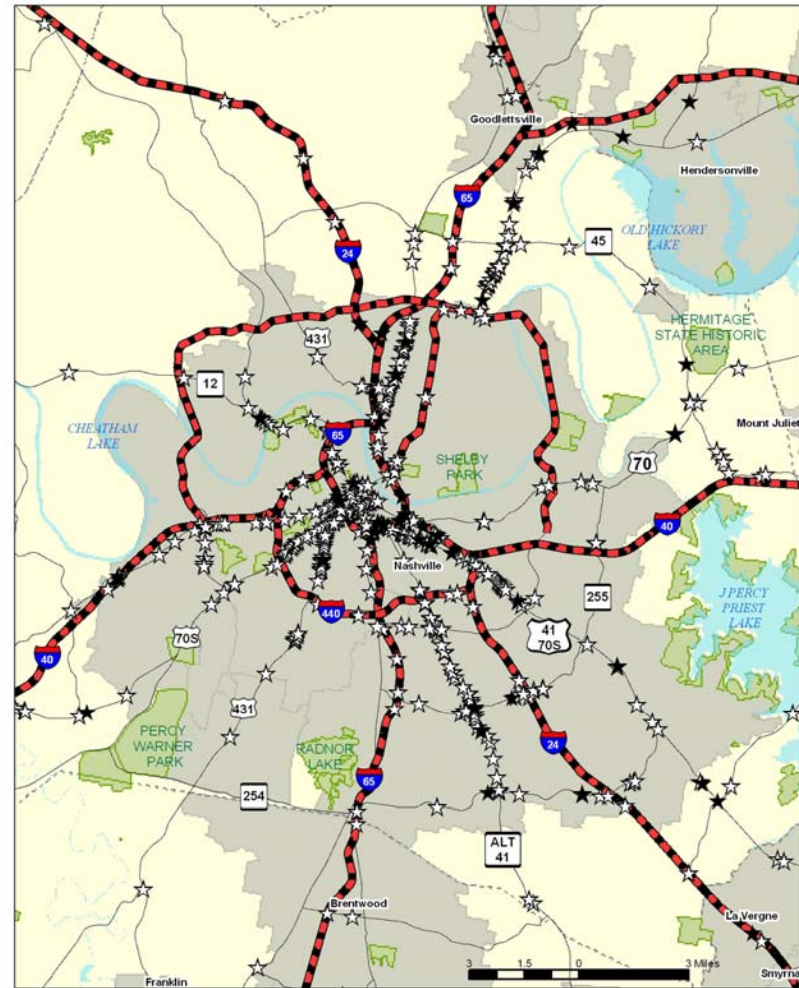 Goodlettsville
Hendersonville
65
OLD HICKORY
LAKE
45
24
HERMITAGE
STATE HISTORIC
AREA
431
12
CHEATHAM
LAKE
65
Mount Juliet
SHELBY
PARK
70
40
Nashville
255
J PERCY
PRIEST
LAKE
440
41
70S
70S
40
431
PERCY
WARNER
PARK
RADNOR
LAKE
24
65
254
ALT
41
Brentwood
La Vergne
3 1.5 0 3 Miles
Franklin
Smyrna